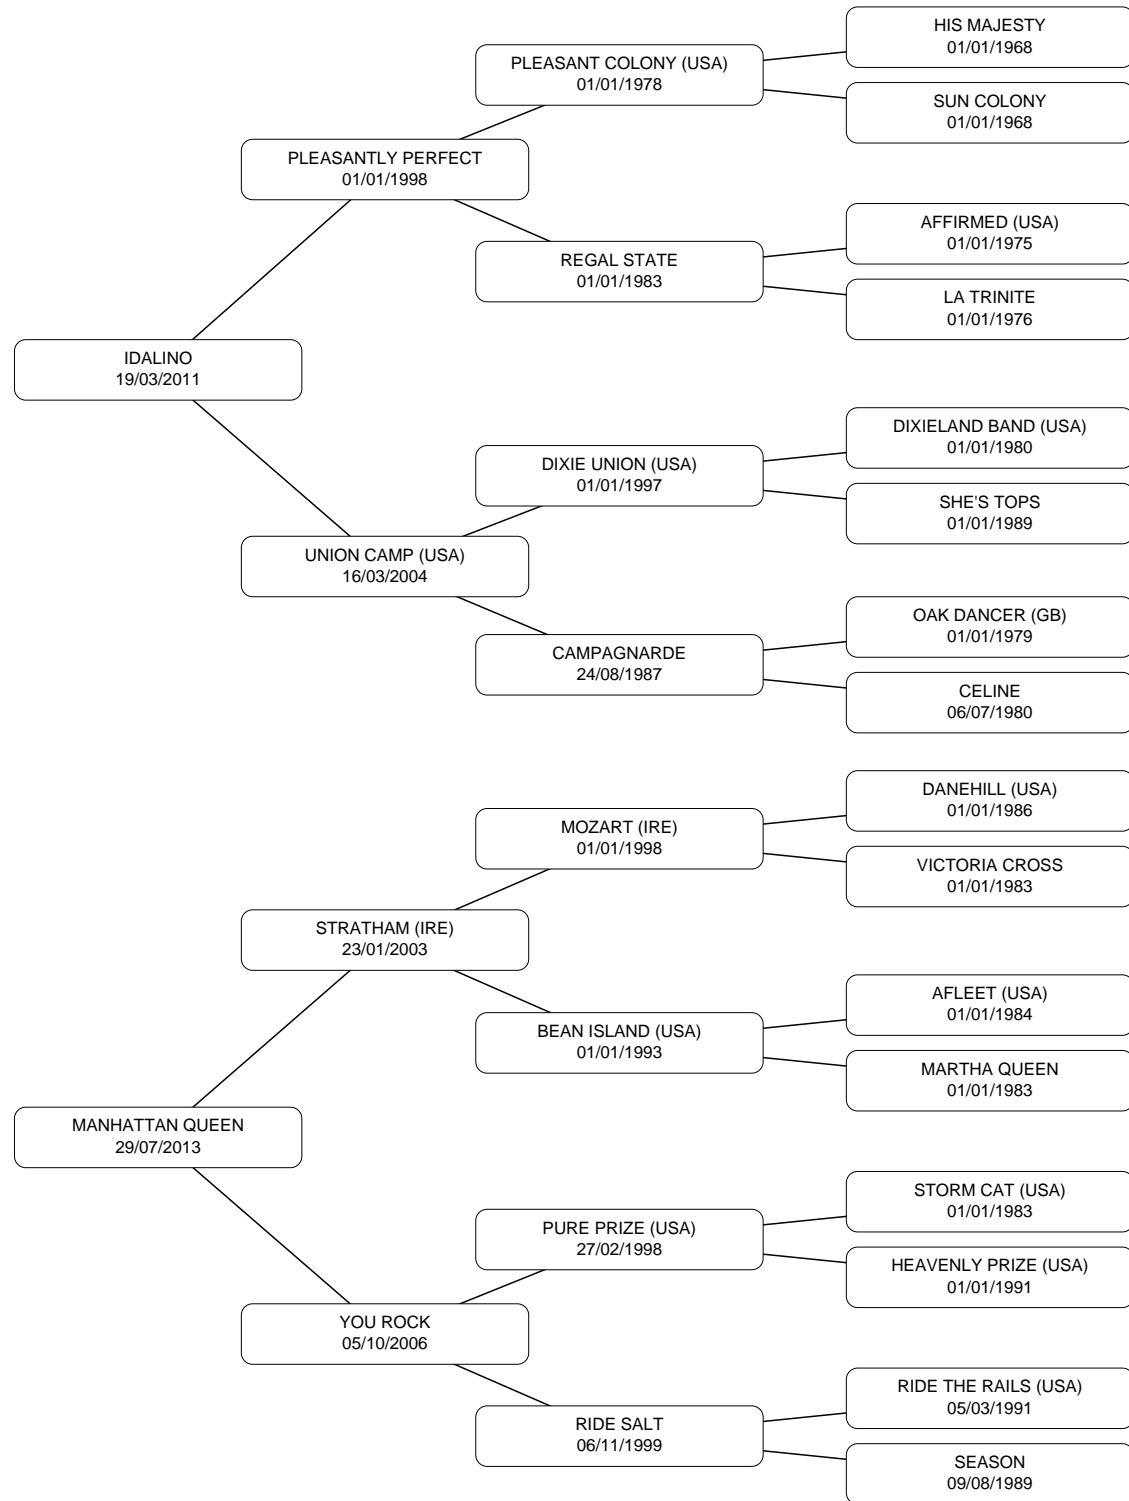 HIS MAJESTY
01/01/1968
PLEASANT COLONY (USA)
01/01/1978
SUN COLONY
01/01/1968
PLEASANTLY PERFECT
01/01/1998
AFFIRMED (USA)
01/01/1975
REGAL STATE
01/01/1983
LA TRINITE
01/01/1976
IDALINO
19/03/2011
DIXIELAND BAND (USA)
01/01/1980
DIXIE UNION (USA)
01/01/1997
SHE'S TOPS
01/01/1989
UNION CAMP (USA)
16/03/2004
OAK DANCER (GB)
01/01/1979
CAMPAGNARDE
24/08/1987
CELINE
06/07/1980
DANEHILL (USA)
01/01/1986
MOZART (IRE)
01/01/1998
VICTORIA CROSS
01/01/1983
STRATHAM (IRE)
23/01/2003
AFLEET (USA)
01/01/1984
BEAN ISLAND (USA)
01/01/1993
MARTHA QUEEN
01/01/1983
MANHATTAN QUEEN
29/07/2013
STORM CAT (USA)
01/01/1983
PURE PRIZE (USA)
27/02/1998
HEAVENLY PRIZE (USA)
01/01/1991
YOU ROCK
05/10/2006
RIDE THE RAILS (USA)
05/03/1991
RIDE SALT
06/11/1999
SEASON
09/08/1989